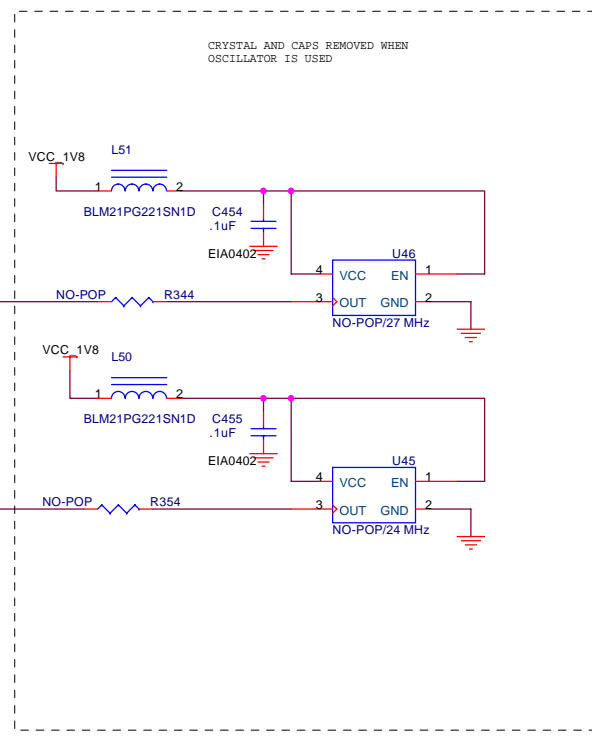 CRYSTAL AND CAPS REMOVED WHEN
OSCILLATOR IS USED
L51
VCC_1V8
1 2
BLM21PG221SN1D
C454
.1uF
EIA0402
U46
4 VCC EN 1
3 OUT GND 2
NO-POP/27 MHz
NO-POP R344
VCC_1V8
L50
1 2
BLM21PG221SN1D
C455
.1uF
EIA0402
U45
4 VCC EN 1
3 OUT GND 2
NO-POP/24 MHz
NO-POP R354